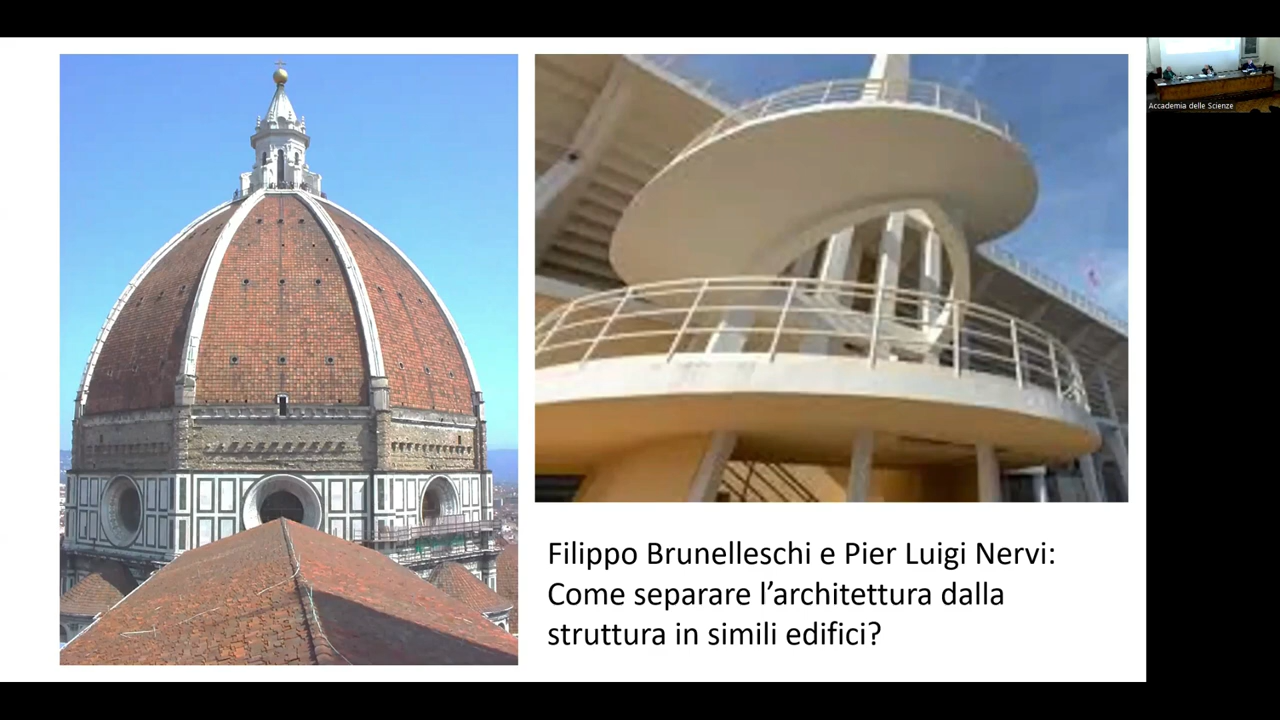 Accademia delle Scienze
Filippo Brunelleschi e Pier Luigi Nervi:
Come separare l'architettura dalla
struttura in simili edifici?